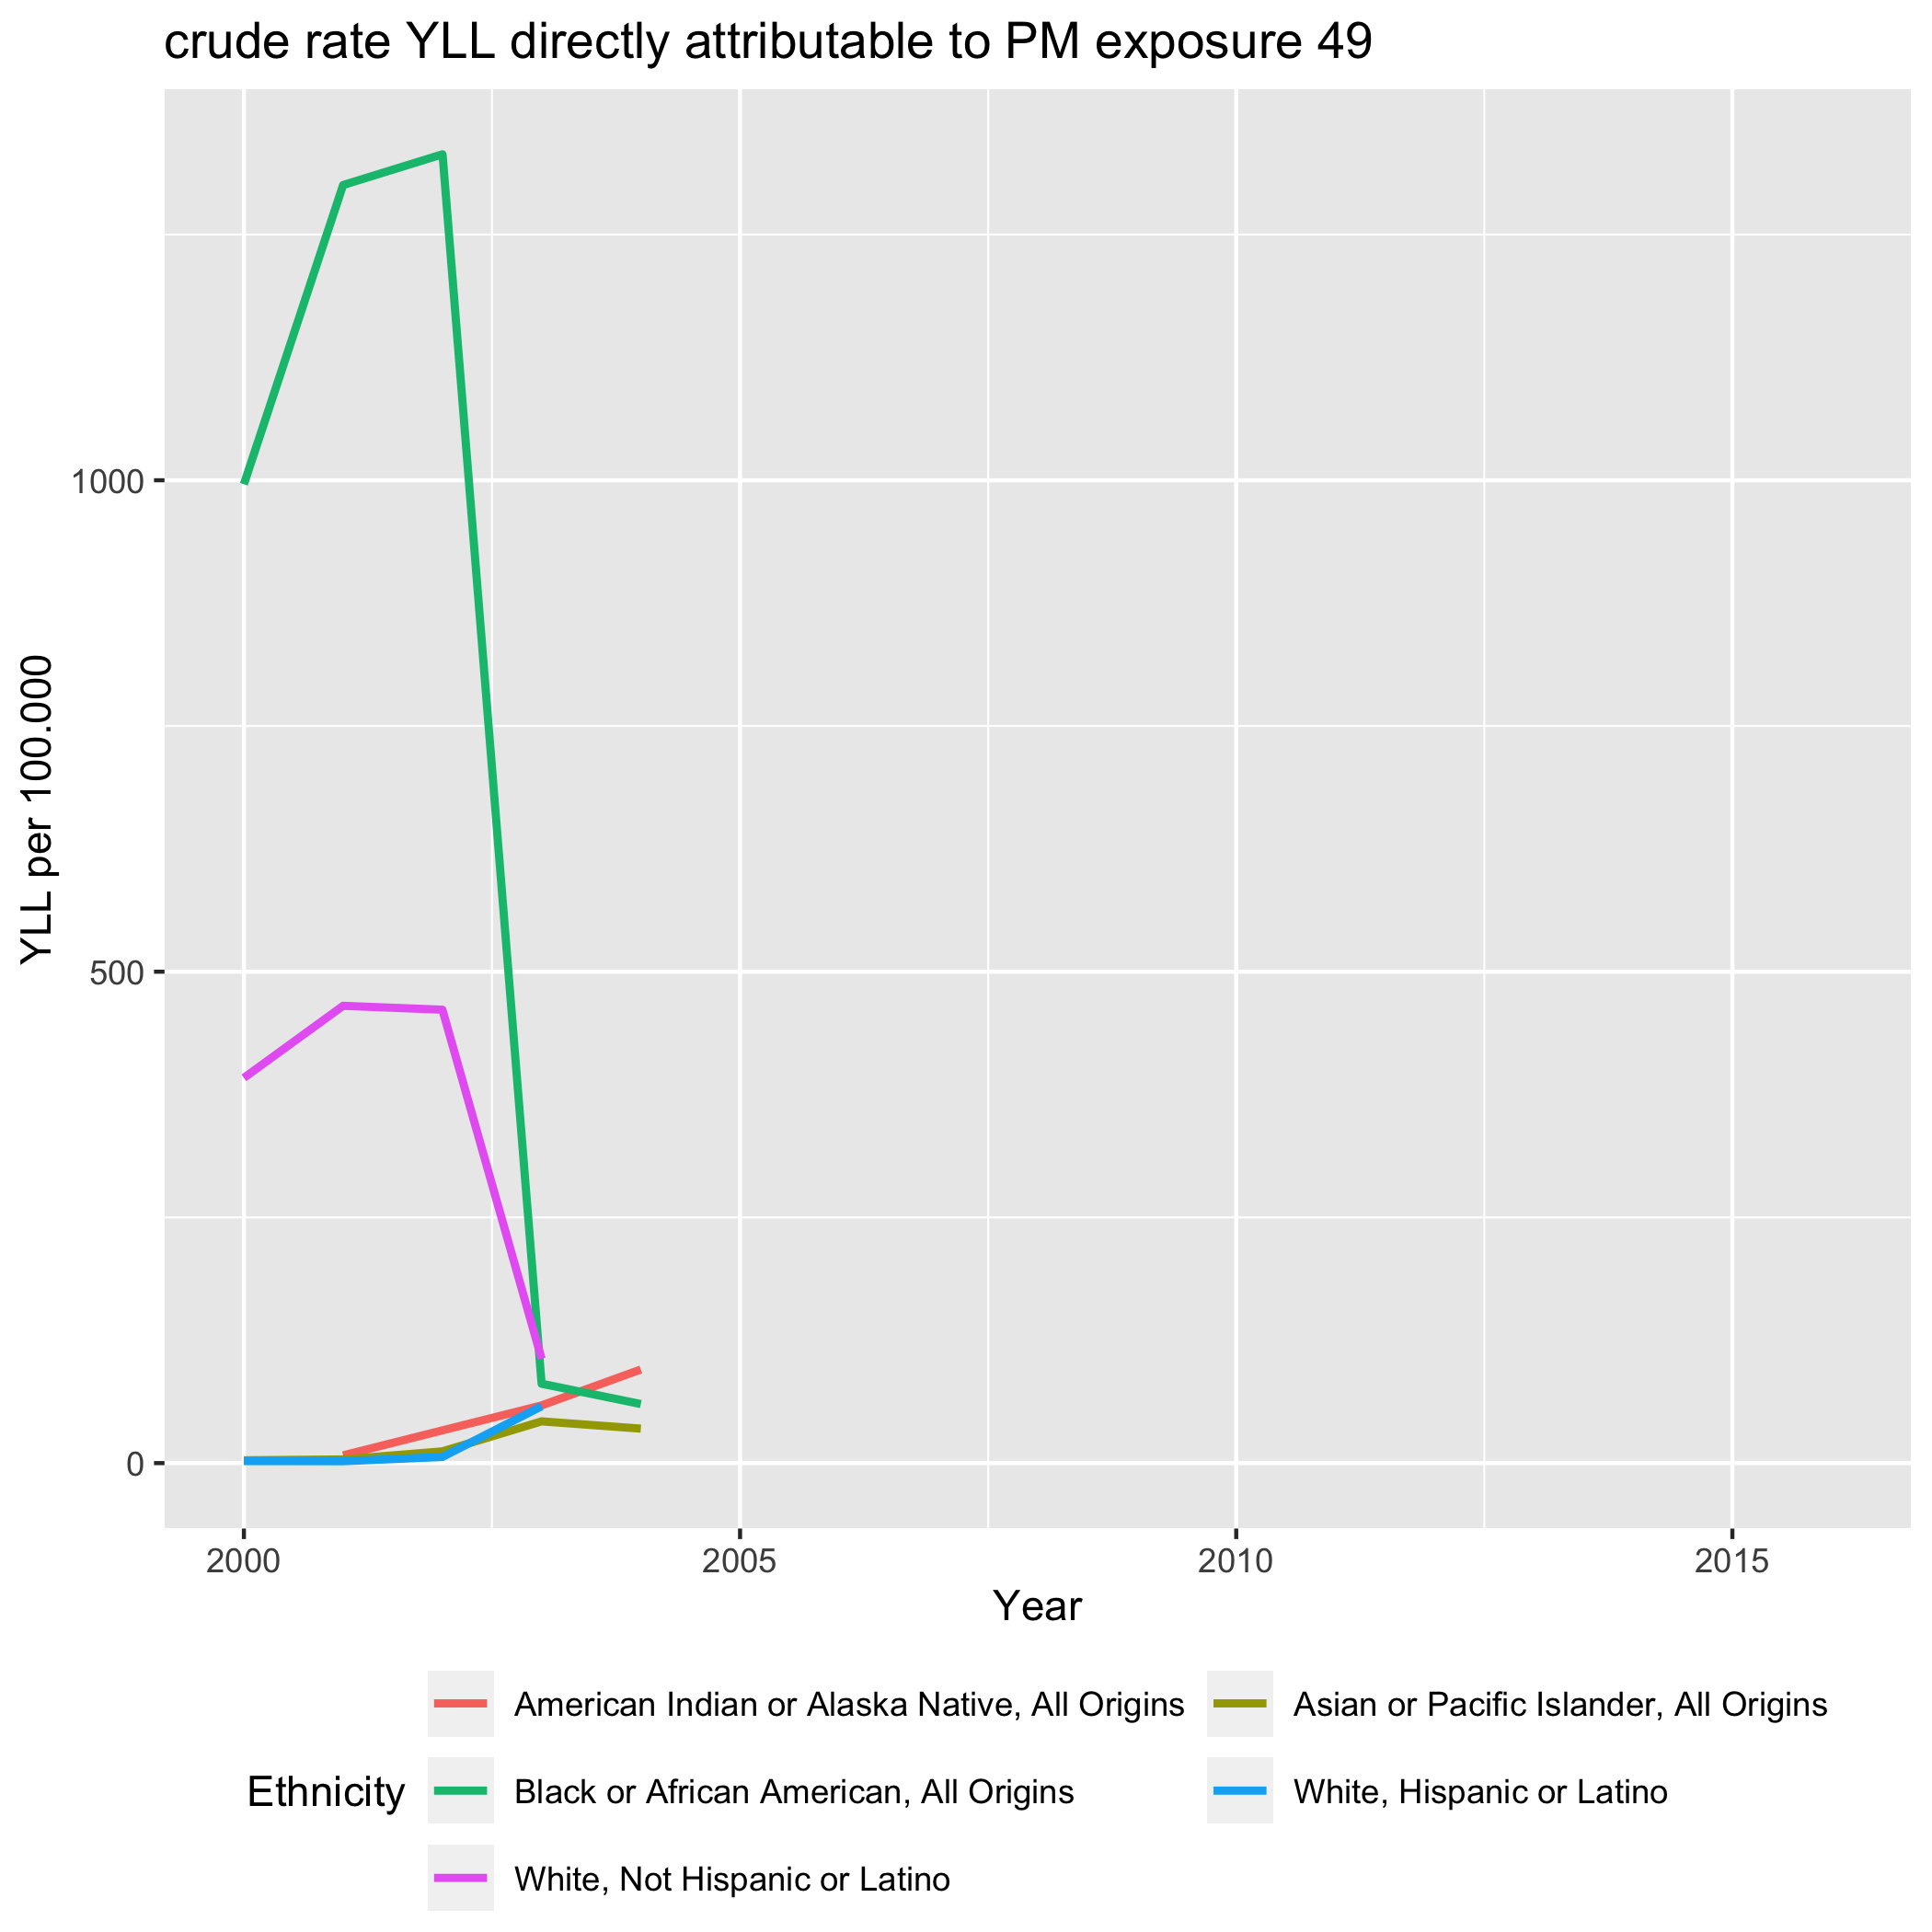 crude rate YLL directly attributable to PM exposure 49
YLL per 100.000
1000
500
0
2000 2005 2010 2015
Year
Ethnicity
American Indian or Alaska Native, All Origins
Asian or Pacific Islander, All Origins
Black or African American, All Origins
White, Hispanic or Latino
White, Not Hispanic or Latino